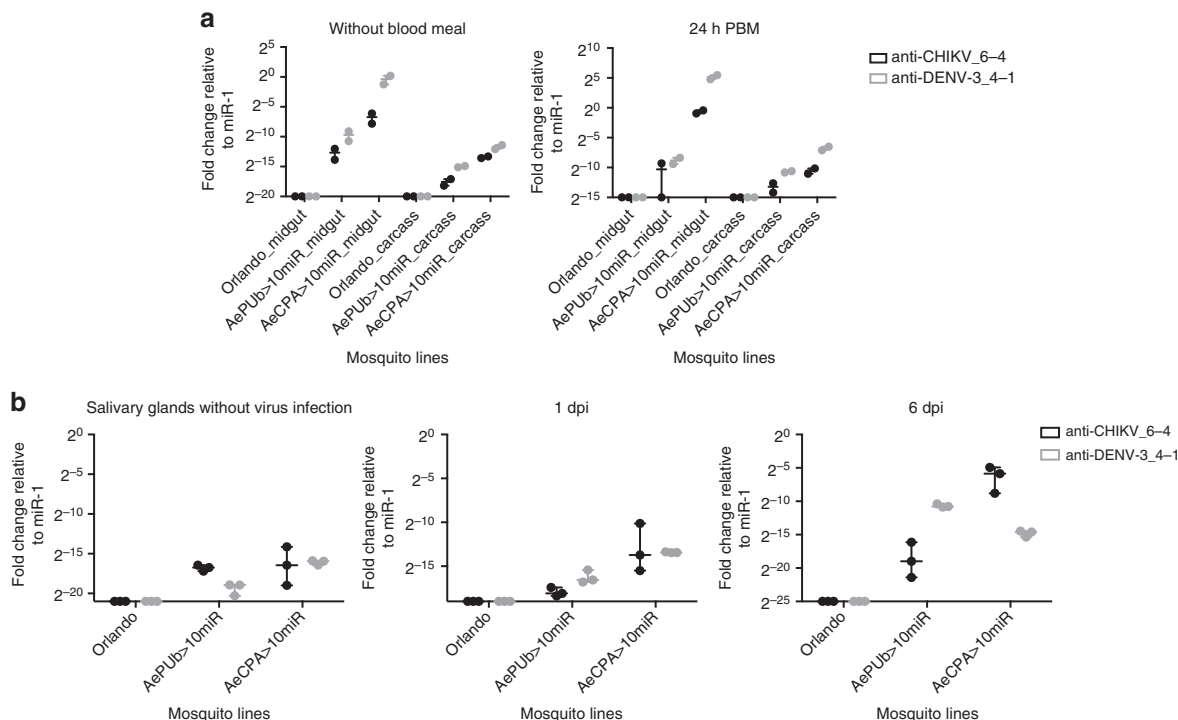 a
Without blood meal
24 h PBM
anti-CHIKV_6–4
anti-DENV-3_4–1
Fold change relative
to miR-1
2^5
2^0
2^–5
2^–10
2^–15
2^–20
Orlando_midgut
AePUb>10miR_midgut
AeCPA>10miR_midgut
Orlando_carcass
AePUb>10miR_carcass
AeCPA>10miR_carcass
Mosquito lines
Fold change relative
to miR-1
2^10
2^5
2^0
2^–5
2^–10
2^–15
Orlando_midgut
AePUb>10miR_midgut
AeCPA>10miR_midgut
Orlando_carcass
AePUb>10miR_carcass
AeCPA>10miR_carcass
Mosquito lines
b
Salivary glands without virus infection
1 dpi
6 dpi
anti-CHIKV_6–4
anti-DENV-3_4–1
Fold change relative
to miR-1
2^0
2^–5
2^–10
2^–15
2^–20
Orlando
AePUb>10miR
AeCPA>10miR
Mosquito lines
Fold change relative
to miR-1
2^0
2^–5
2^–10
2^–15
Orlando
AePUb>10miR
AeCPA>10miR
Mosquito lines
Fold change relative
to miR-1
2^0
2^–5
2^–10
2^–15
2^–20
2^–25
Orlando
AePUb>10miR
AeCPA>10miR
Mosquito lines